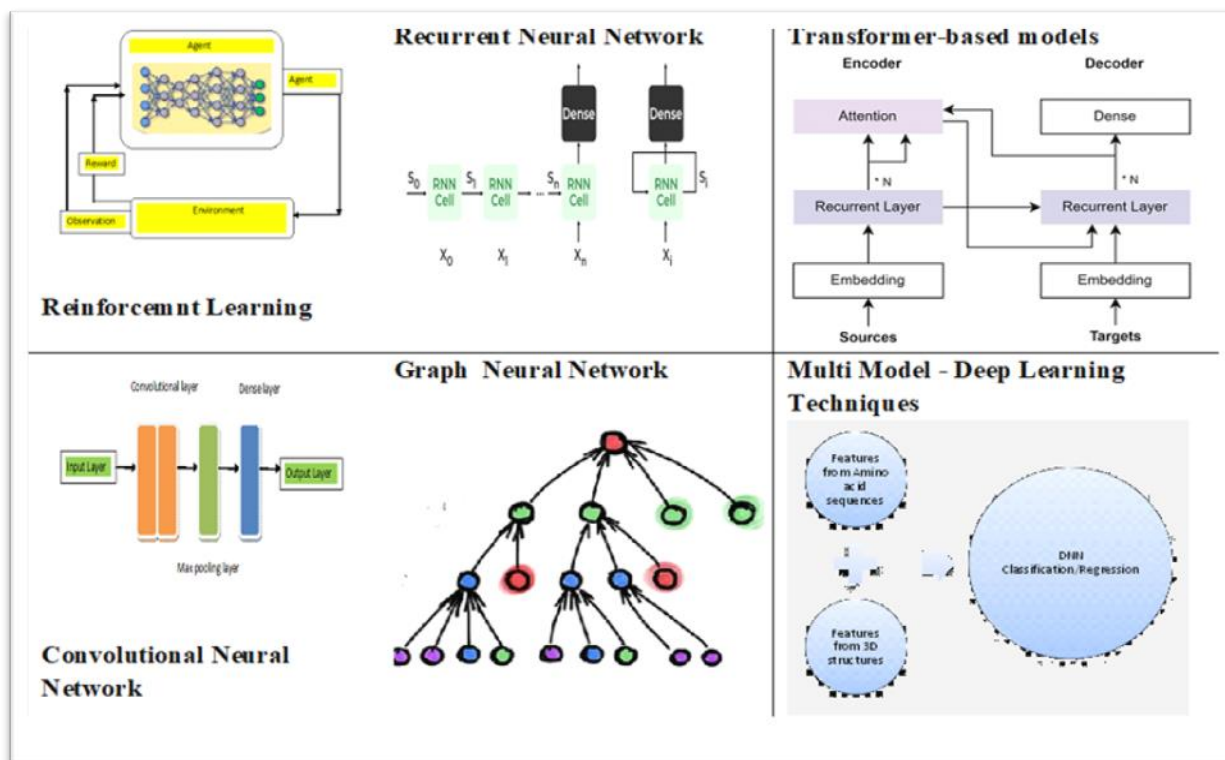 Agent
Agent
Reward
Observation
Environment
Reinforcemnt Learning
Recurrent Neural Network
Dense
Dense
S0
RNN
Cell
S1
RNN
Cell
...
Sn
RNN
Cell
RNN
Cell
Si
X0
X1
Xn
Xi
Transformer-based models
Encoder
Decoder
Attention
Dense
* N
* N
Recurrent Layer
Recurrent Layer
Embedding
Embedding
Sources
Targets
Convolutional layer
Dense layer
Input Layer
Output Layer
Max pooling layer
Convolutional Neural
Network
Graph Neural Network
Multi Model - Deep Learning
Techniques
Features
from Amino
acid
sequences
DNN
Classification/Regression
Features
from 3D
structures